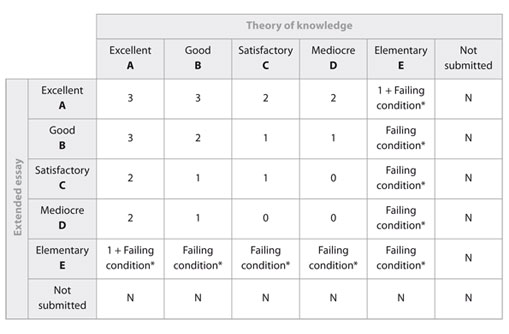 Theory of knowledge
Excellent Good Satisfactory Mediocre Elementary Not
A B C D E submitted
Extended essay
Excellent
A 3 3 2 2 1 + Failing condition* N
Good
B 3 2 1 1 Failing condition* N
Satisfactory
C 2 1 1 0 Failing condition* N
Mediocre
D 2 1 0 0 Failing condition* N
Elementary 1 + Failing Failing Failing Failing Failing
E condition* condition* condition* condition* condition* N
Not
submitted N N N N N N